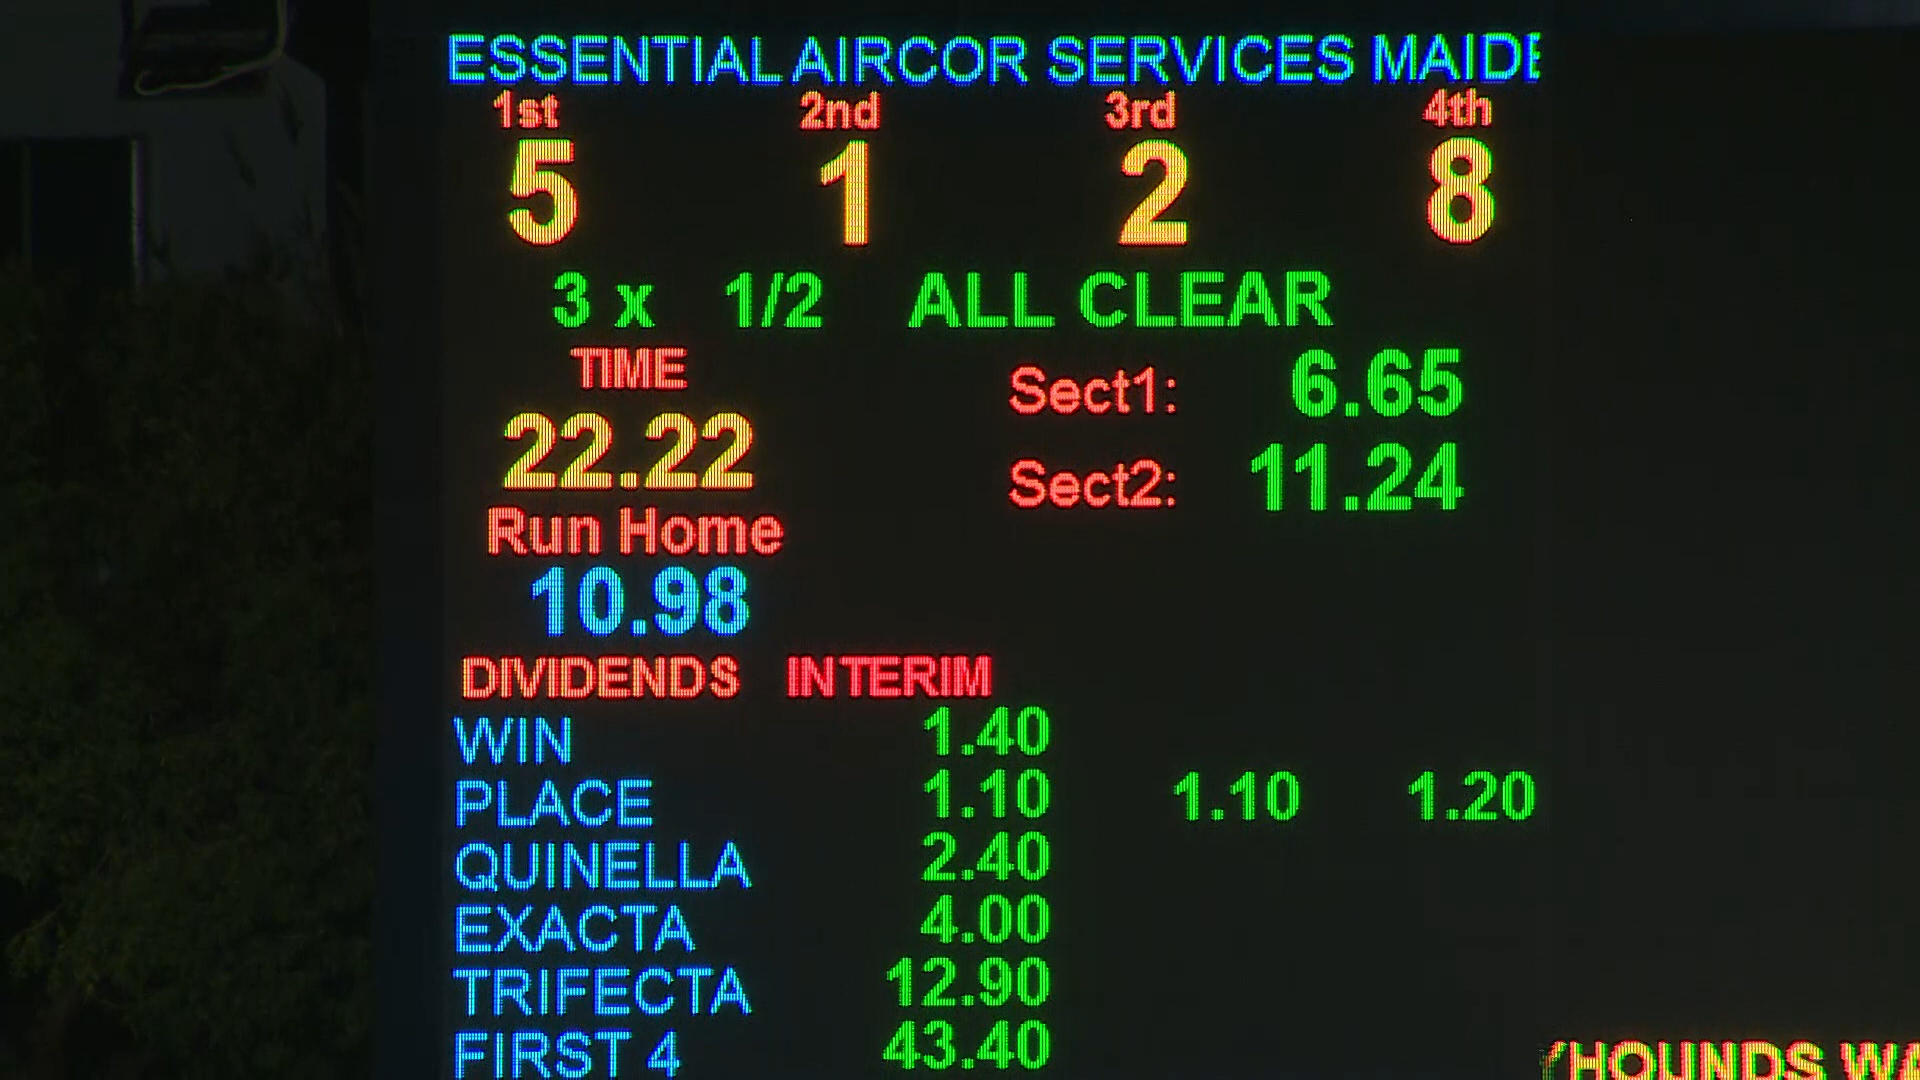 ESSENTIAL AIRCOR SERVICES MAIDE
1st 2nd 3rd 4th
5 1 2 8
3 x 1/2 ALL CLEAR
TIME
22.22
Sect1: 6.65
Sect2: 11.24
Run Home
10.98
DIVIDENDS INTERIM
WIN 1.40
PLACE 1.10 1.10 1.20
QUINELLA 2.40
EXACTA 4.00
TRIFECTA 12.90
FIRST 4 43.40
HOUNDS WA